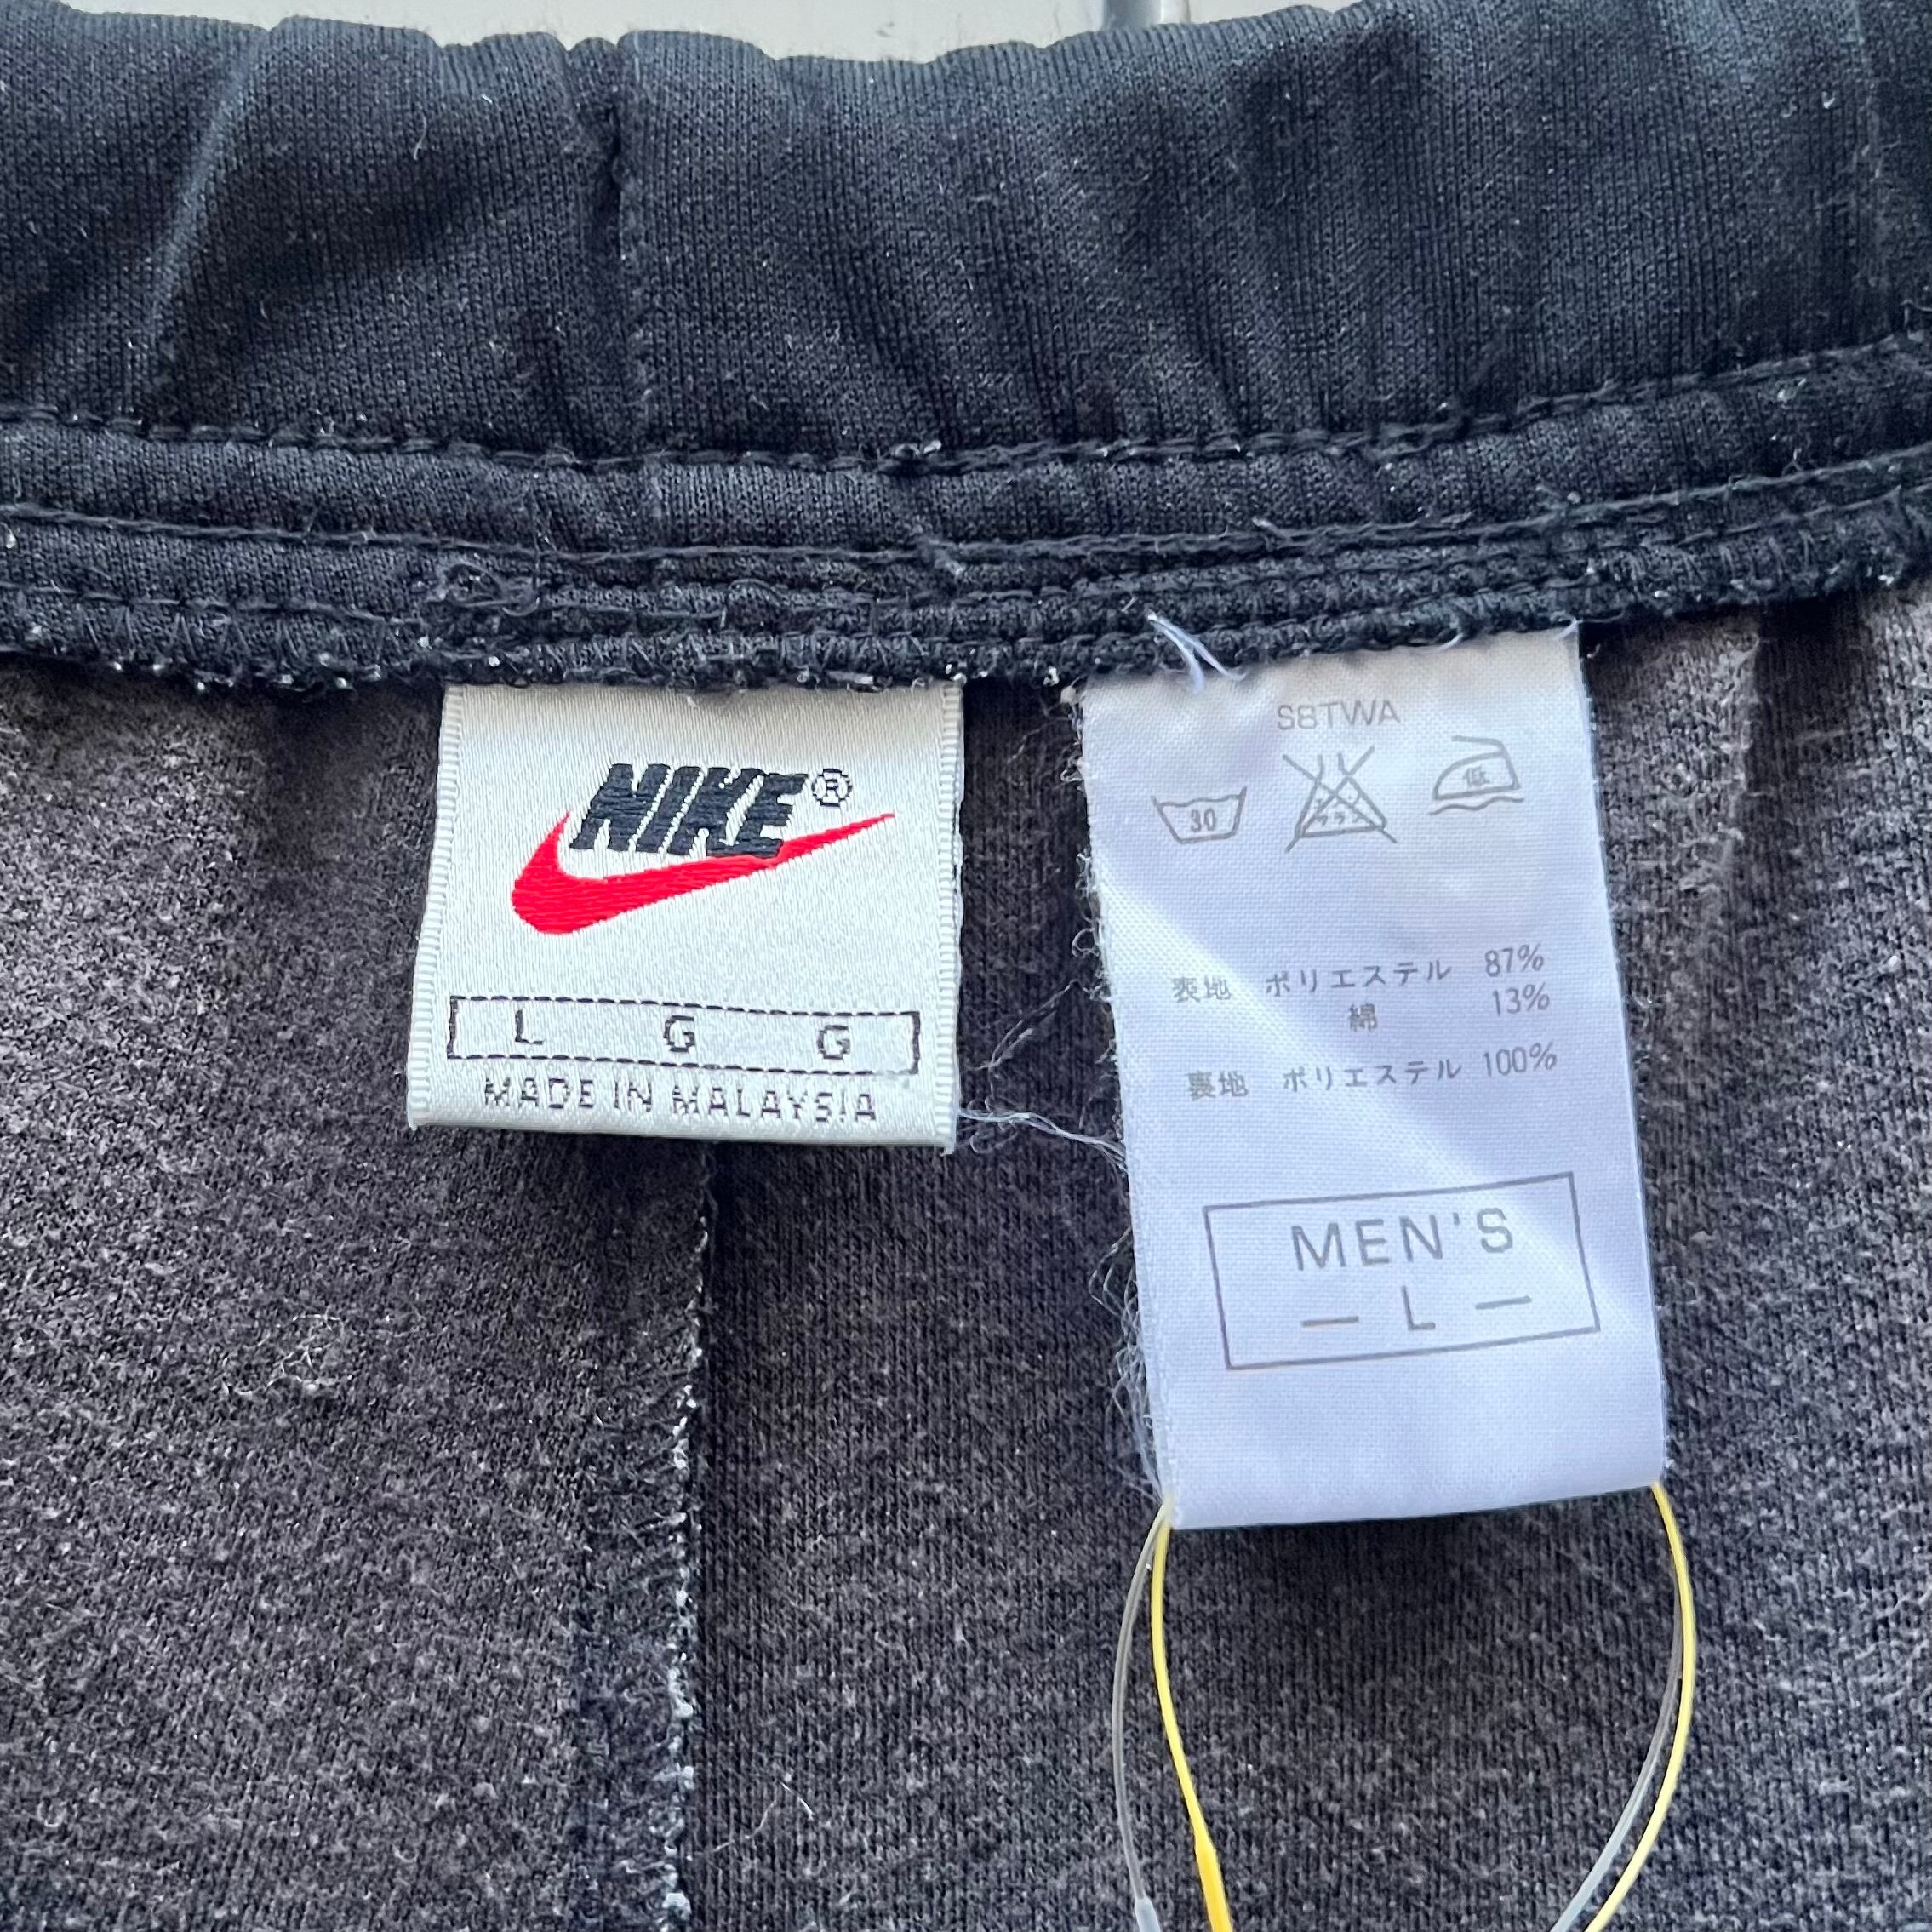 NIKE®
L G G
MADE IN MALAYSIA
S8TWA
30 低
表地 ポリエステル 87%
綿 13%
裏地 ポリエステル 100%
MEN'S
— L —